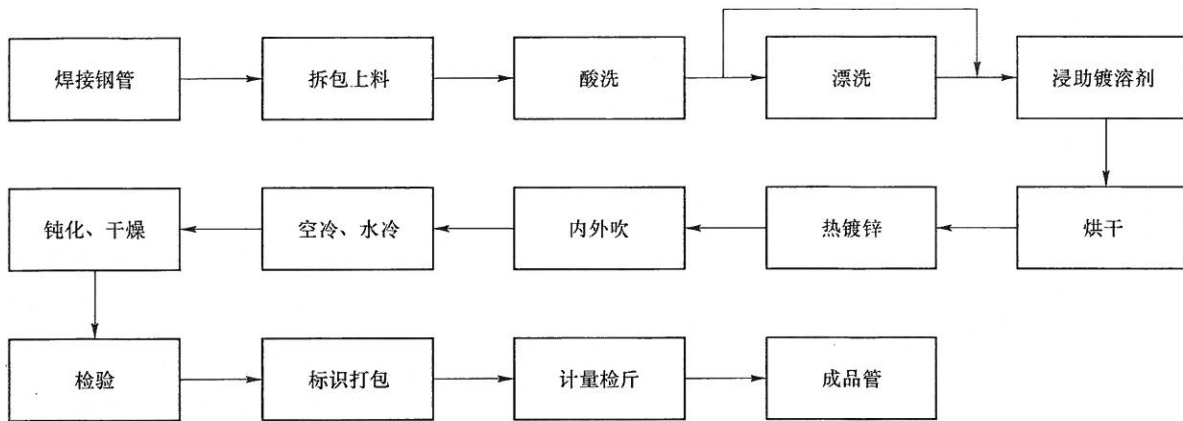 焊接钢管
拆包上料
酸洗
漂洗
浸助镀溶剂
钝化、干燥
空冷、水冷
内外吹
热镀锌
烘干
检验
标识打包
计量检斤
成品管